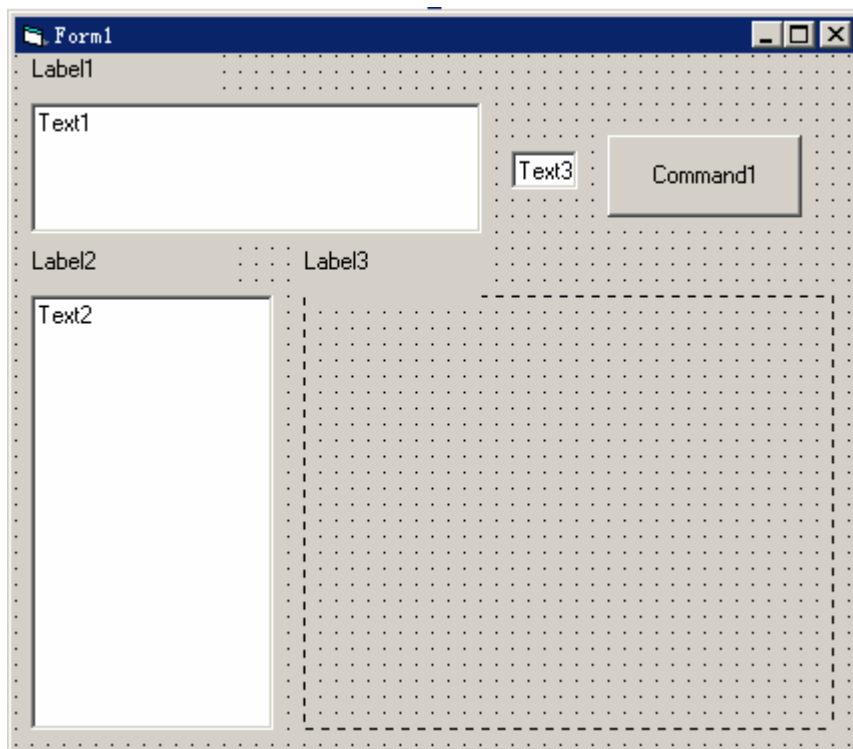 Form1
Label1
Text1
Text3
Command1
Label2
Label3
Text2